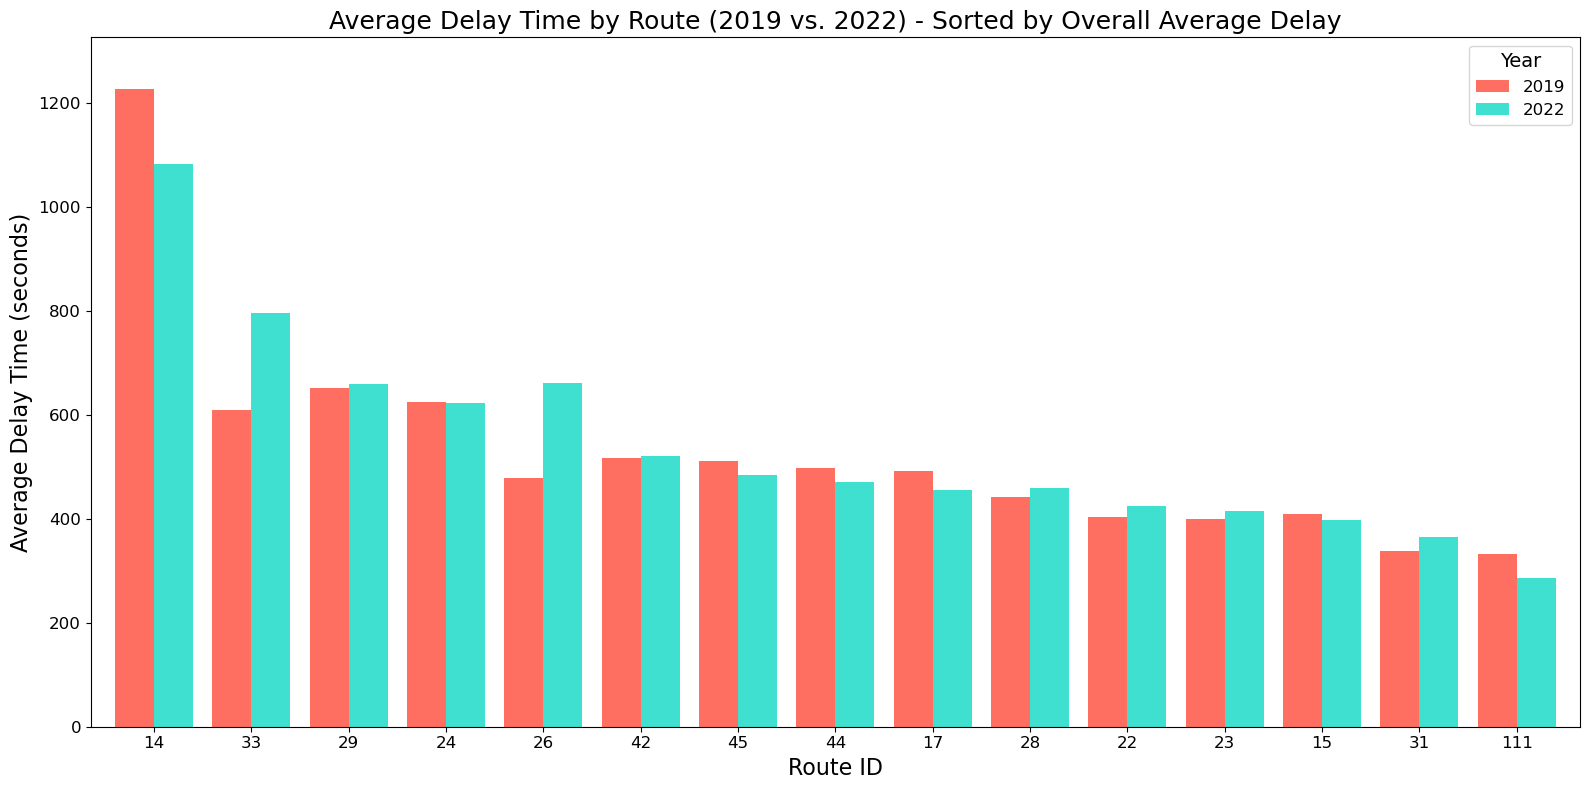 Average Delay Time by Route (2019 vs. 2022) - Sorted by Overall Average Delay
Year
2019
2022
Average Delay Time (seconds)
1200
1000
800
600
400
200
0
14 33 29 24 26 42 45 44 17 28 22 23 15 31 111
Route ID